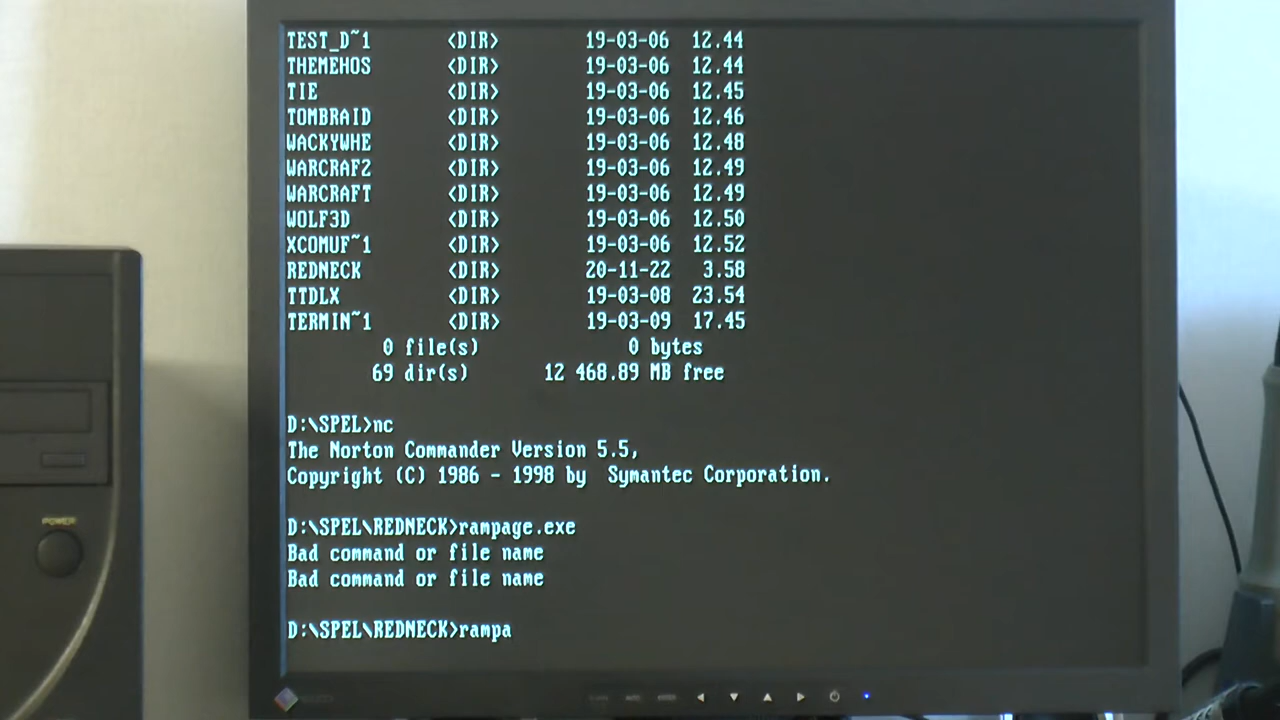 TEST_D~1 <DIR> 19-03-06 12.44
THEMEHOS <DIR> 19-03-06 12.44
TIE <DIR> 19-03-06 12.45
TOMBRAID <DIR> 19-03-06 12.46
WACKYWHE <DIR> 19-03-06 12.48
WARCRAF2 <DIR> 19-03-06 12.49
WARCRAFT <DIR> 19-03-06 12.49
WOLF3D <DIR> 19-03-06 12.50
XCOMUF~1 <DIR> 19-03-06 12.52
REDNECK <DIR> 20-11-22 3.58
TTDLX <DIR> 19-03-08 23.54
TERMIN~1 <DIR> 19-03-09 17.45
0 file(s) 0 bytes
69 dir(s) 12 468.89 MB free
D:\SPEL>nc
The Norton Commander Version 5.5,
Copyright (C) 1986 - 1998 by  Symantec Corporation.
D:\SPEL\REDNECK>rampage.exe
Bad command or file name
Bad command or file name
D:\SPEL\REDNECK>rampa
POWER